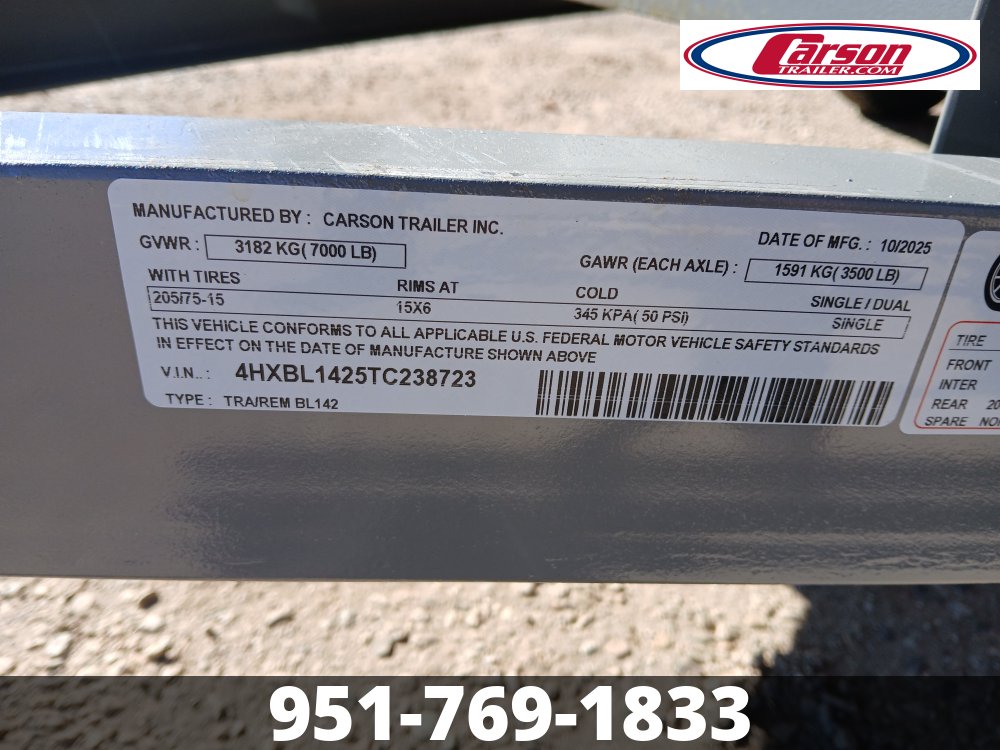 Carson
TRAILER.COM
MANUFACTURED BY : CARSON TRAILER INC.
DATE OF MFG. : 10/2025
GVWR : 3182 KG( 7000 LB)
GAWR (EACH AXLE) : 1591 KG( 3500 LB)
WITH TIRES RIMS AT COLD SINGLE / DUAL
205/75-15 15X6 345 KPA( 50 PSI) SINGLE
THIS VEHICLE CONFORMS TO ALL APPLICABLE U.S. FEDERAL MOTOR VEHICLE SAFETY STANDARDS
IN EFFECT ON THE DATE OF MANUFACTURE SHOWN ABOVE
V.I.N.. : 4HXBL1425TC238723
TYPE : TRA/REM BL142
TIRE
FRONT
INTER
REAR 20
SPARE
951-769-1833